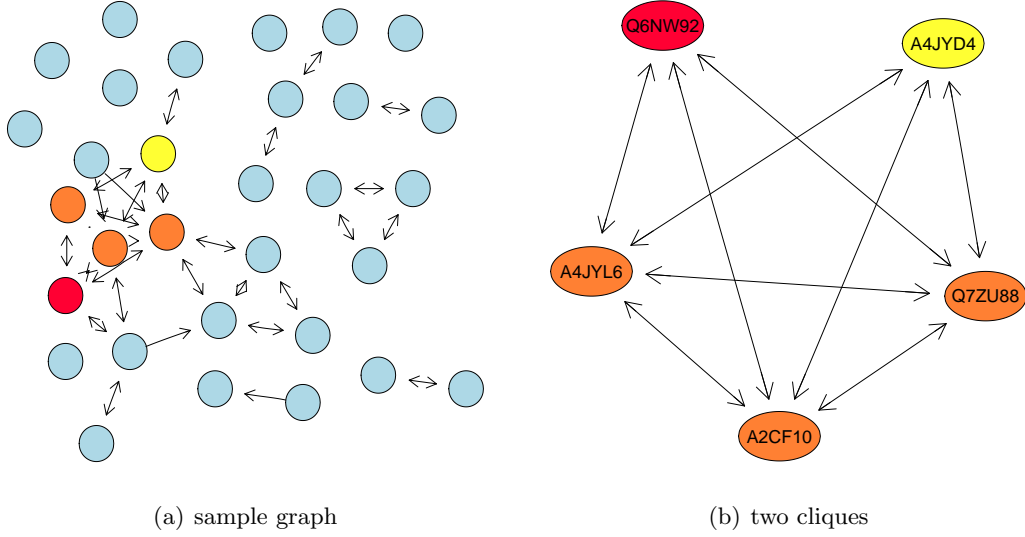 Q6NW92
A4JYD4
A4JYL6
Q7ZU88
A2CF10
(a) sample graph
(b) two cliques